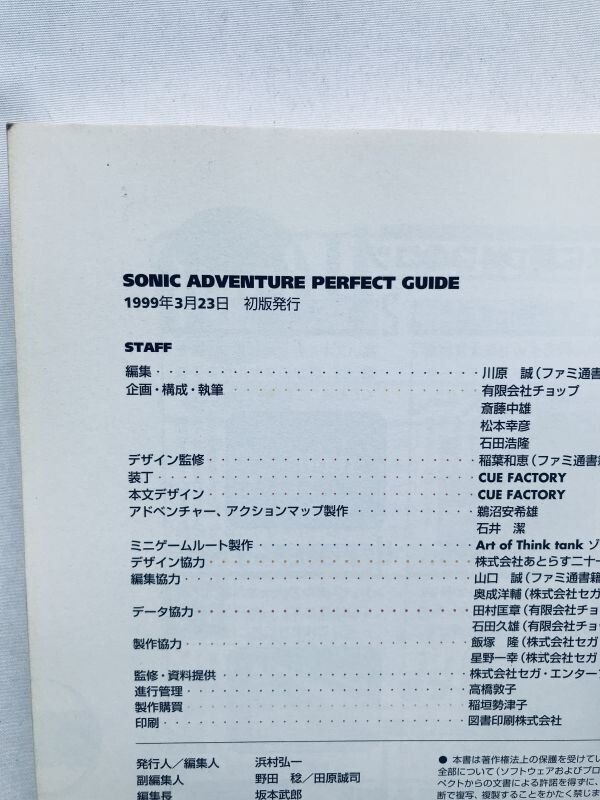 SONIC ADVENTURE PERFECT GUIDE
1999年3月23日 初版発行
STAFF
編集・・・・・・・・・・・・・・・・・・・・川原 誠（ファミ通書
企画・構成・執筆・・・・・・・・・・・・・・・有限会社チョップ
斎藤中雄
松本幸彦
石田浩隆
デザイン監修・・・・・・・・・・・・・・・・稲葉和恵（ファミ通書
装丁・・・・・・・・・・・・・・・・・・・・CUE FACTORY
本文デザイン・・・・・・・・・・・・・・・・CUE FACTORY
アドベンチャー、アクションマップ製作・・・・・・・鵜沼安希雄
石井 潔
ミニゲームルート製作・・・・・・・・・・・・Art of Think tank ゾ
デザイン協力・・・・・・・・・・・・・・・・株式会社あとらす二十一
編集協力・・・・・・・・・・・・・・・・・・山口 誠（ファミ通書籍
奥成洋輔（株式会社セガ
データ協力・・・・・・・・・・・・・・・・・田村匡章（有限会社チョ
石田久雄（有限会社チョ
製作協力・・・・・・・・・・・・・・・・・・飯塚 隆（株式会社セガ
星野一幸（株式会社セガ
監修・資料提供・・・・・・・・・・・・・・・株式会社セガ・エンター
進行管理・・・・・・・・・・・・・・・・・・高橋敦子
製作購買・・・・・・・・・・・・・・・・・・稲垣勢津子
印刷・・・・・・・・・・・・・・・・・・・・図書印刷株式会社
発行人／編集人 浜村弘一
副編集人 野田 稔／田原誠司
編集長 坂本武郎
● 本書は著作権法上の保護を受けてい
全部について（ソフトウェアおよびプロ
ペクトからの文書による許諾を得ずに、
断で複写、複製することをかたく禁じま